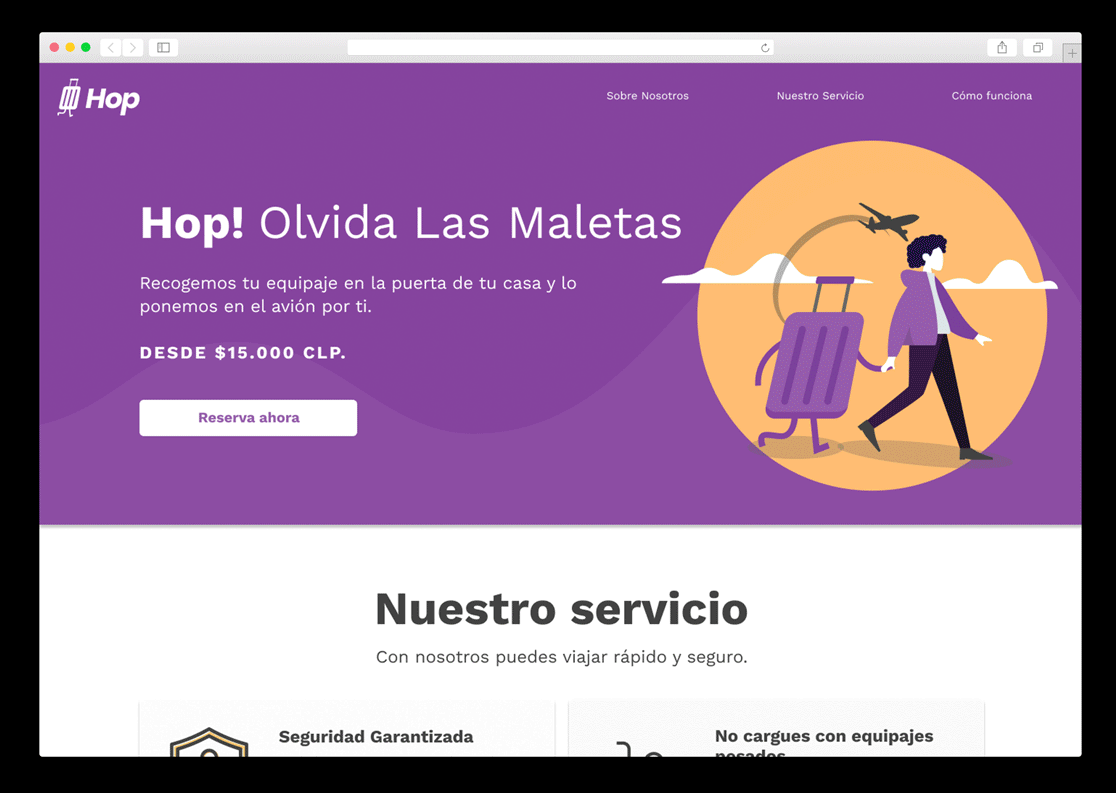 Hop
Sobre Nosotros
Nuestro Servicio
Cómo funciona
Hop! Olvida Las Maletas
Recogemos tu equipaje en la puerta de tu casa y lo
ponemos en el avión por ti.
DESDE $15.000 CLP.
Reserva ahora
Nuestro servicio
Con nosotros puedes viajar rápido y seguro.
Seguridad Garantizada
No cargues con equipajes
pesados